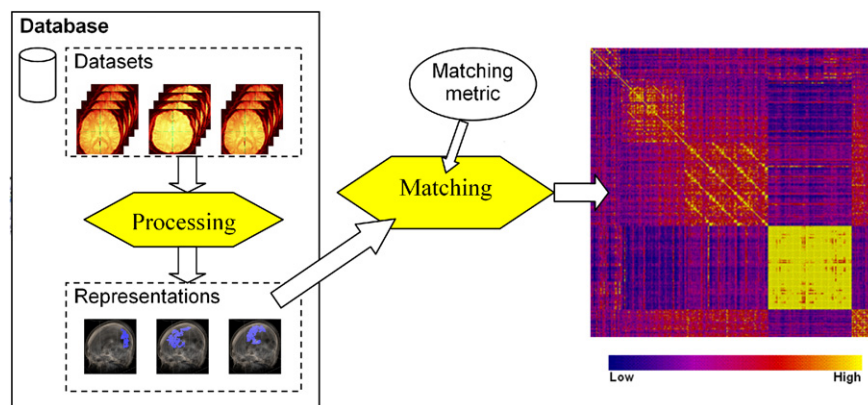 Database
Datasets
Processing
Representations
Matching
metric
Matching
Low
High